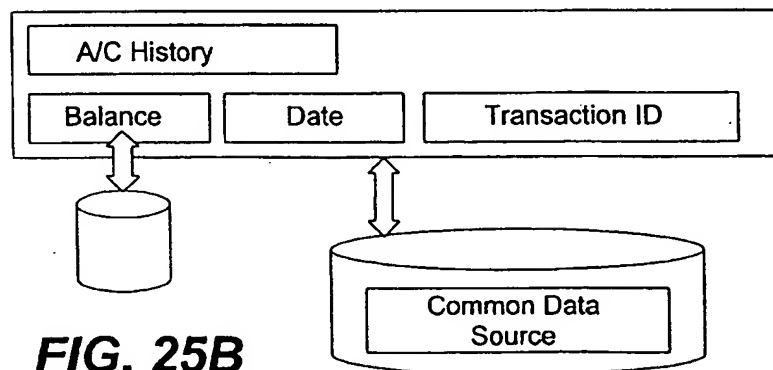 A/C History
Balance
Date
Transaction ID
Common Data
Source
FIG. 25B